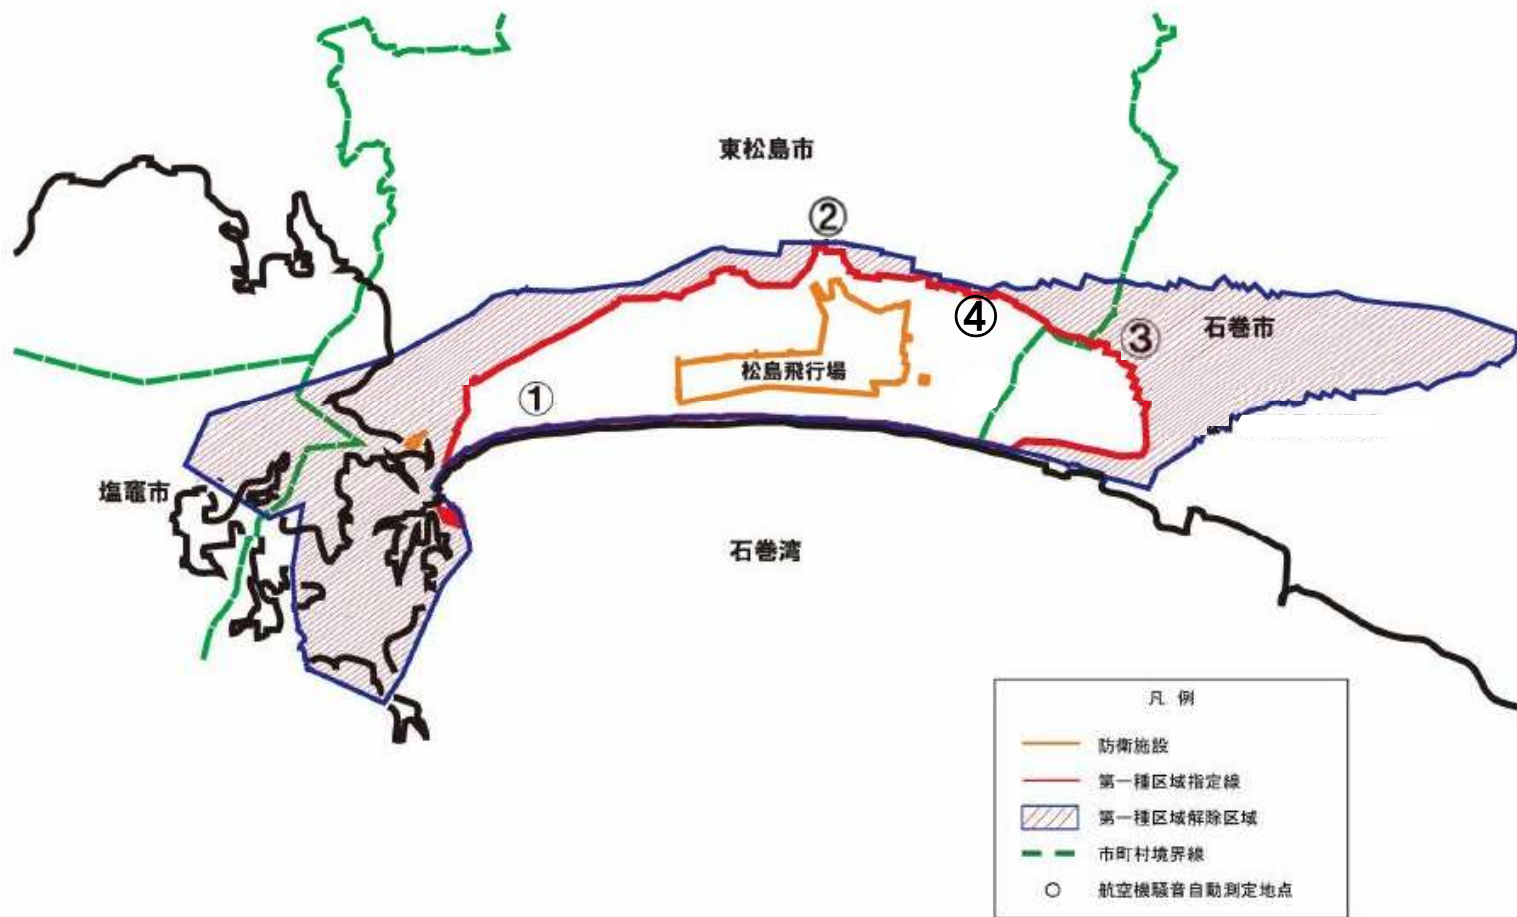 東松島市
②
④
③
石巻市
松島飛行場
①
塩竈市
石巻湾
凡例
防衛施設
第一種区域指定線
第一種区域解除区域
市町村境界線
航空機騒音自動測定地点